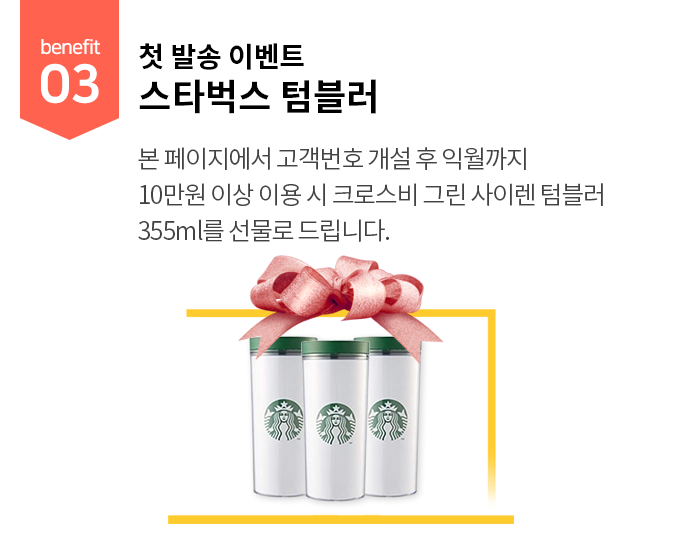 benefit
03
첫 발송 이벤트
스타벅스 텀블러
본 페이지에서 고객번호 개설 후 익월까지
10만원 이상 이용 시 크로스비 그린 사이렌 텀블러
355ml를 선물로 드립니다.